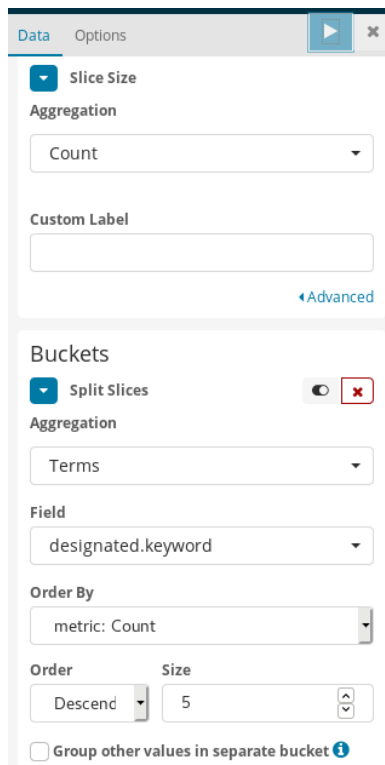 Data Options
Slice Size
Aggregation
Count
Custom Label
Advanced
Buckets
Split Slices
Aggregation
Terms
Field
designated.keyword
Order By
metric: Count
Order Size
Descend 5
Group other values in separate bucket